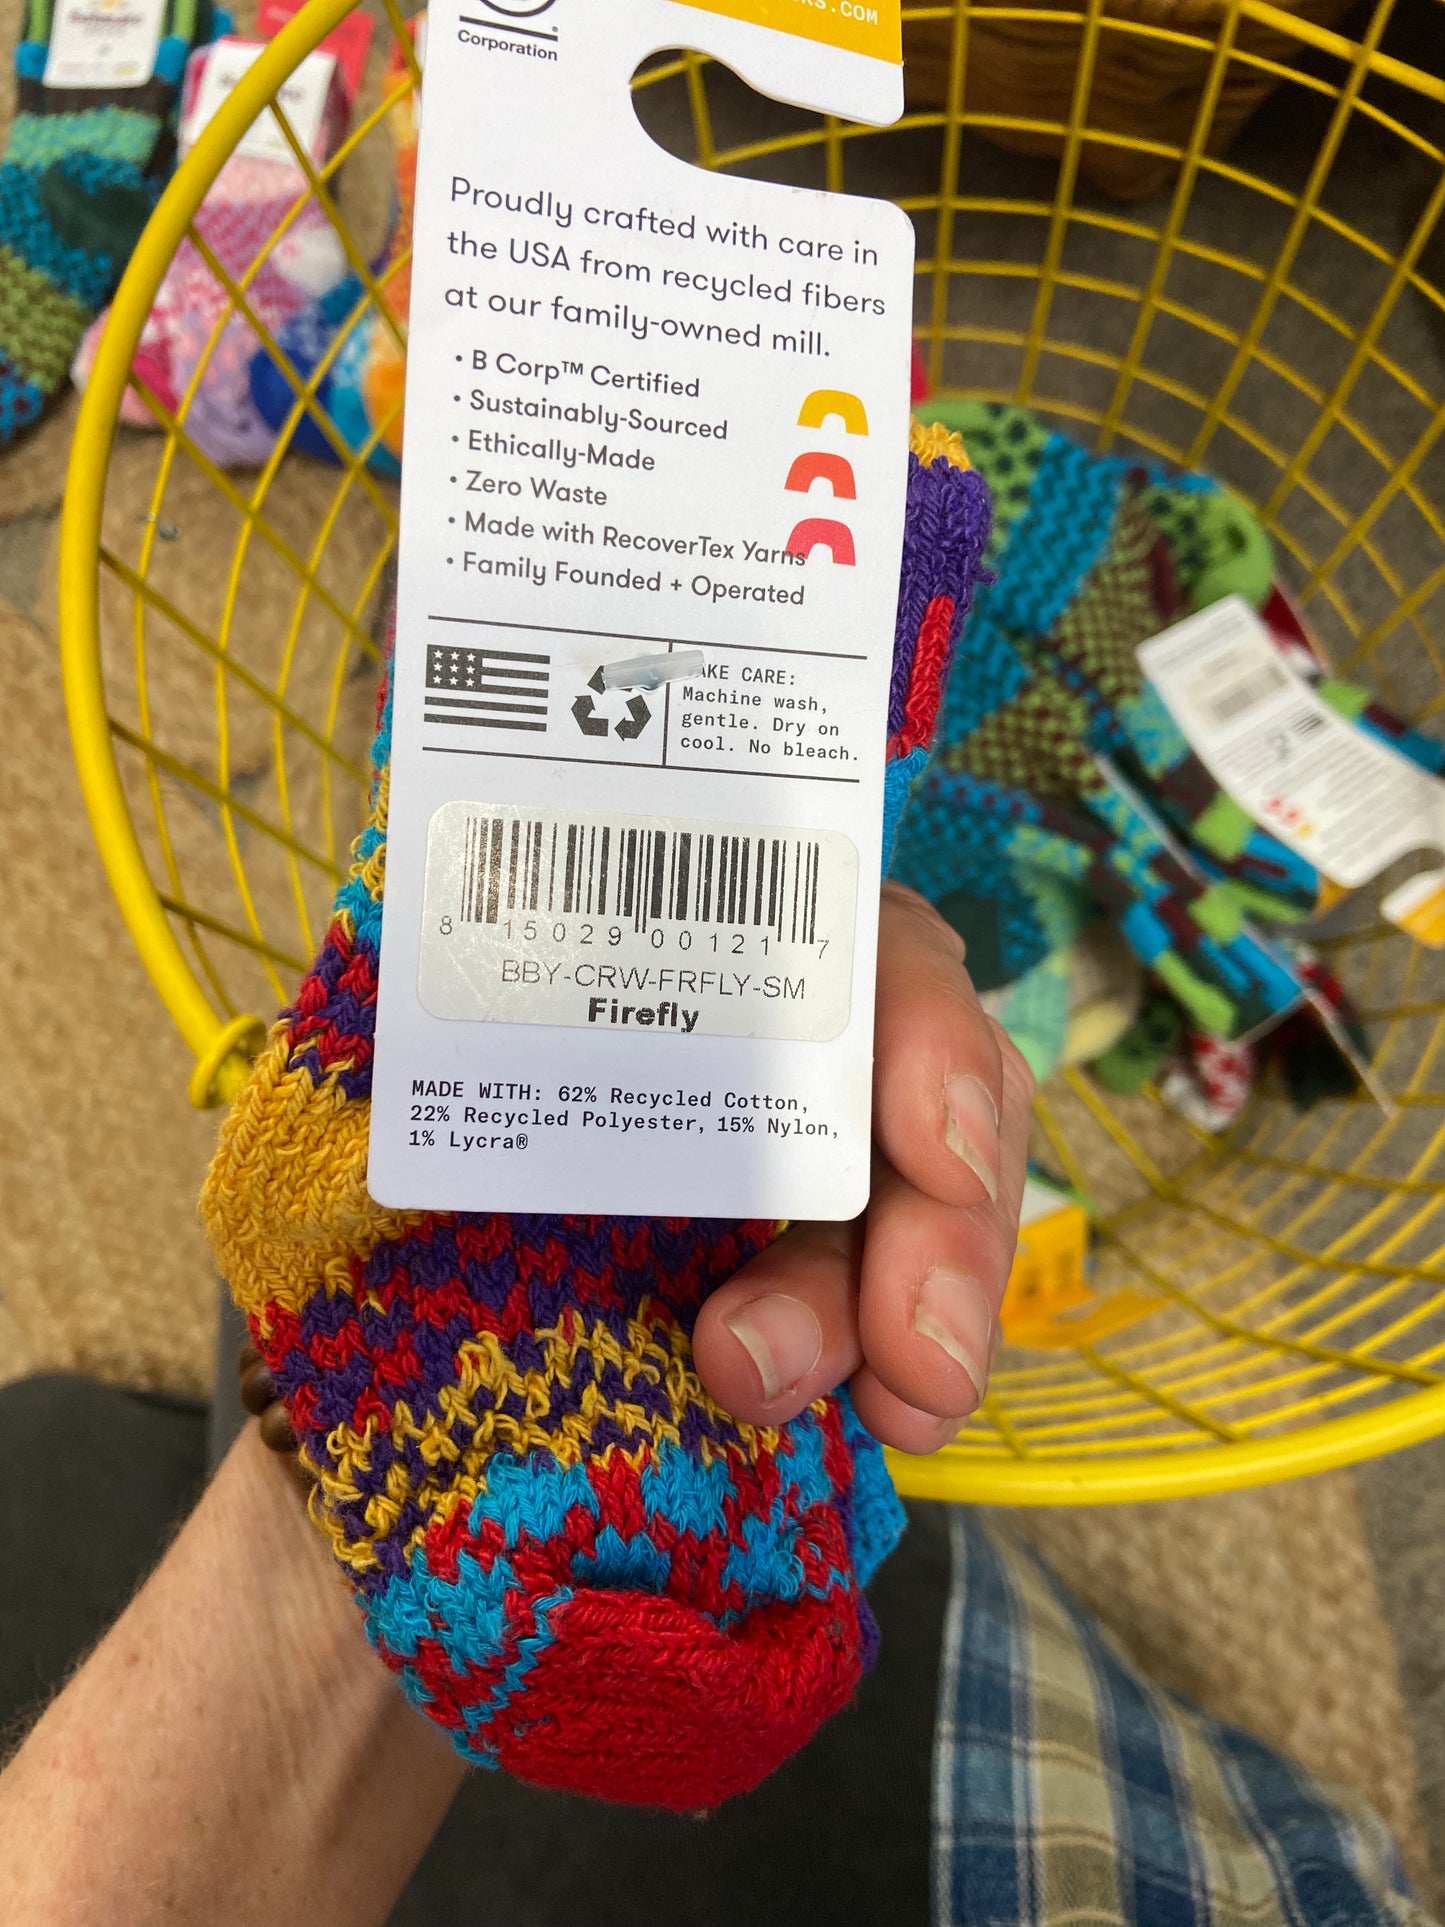 Corporation
KS.COM
Proudly crafted with care in
the USA from recycled fibers
at our family-owned mill.
• B Corp™ Certified
• Sustainably-Sourced
• Ethically-Made
• Zero Waste
• Made with RecoverTex Yarns
• Family Founded + Operated
AKE CARE:
Machine wash,
gentle. Dry on
cool. No bleach.
8 15029 00121 7
BBY-CRW-FRFLY-SM
Firefly
MADE WITH: 62% Recycled Cotton,
22% Recycled Polyester, 15% Nylon,
1% Lycra®